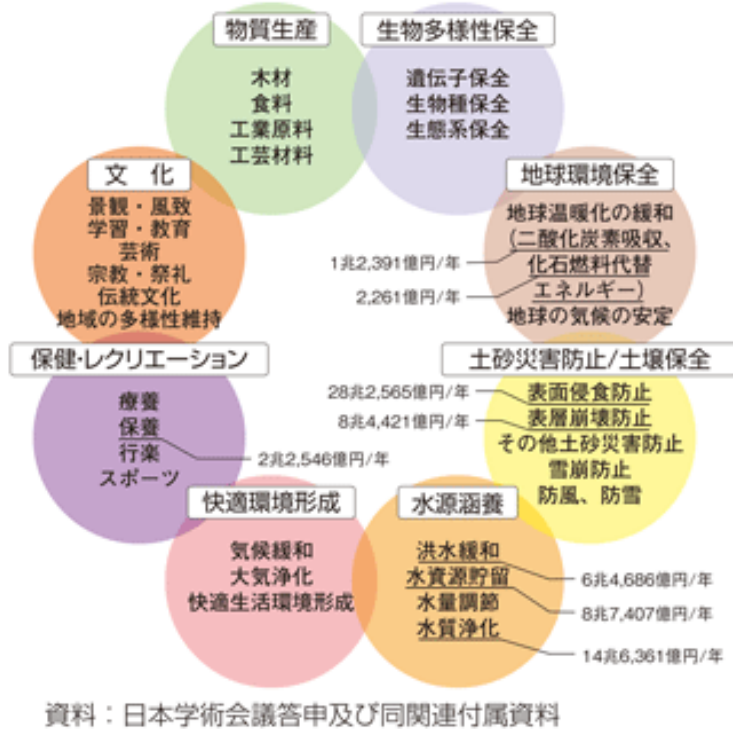 物質生産
木材
食料
工業原料
工芸材料
生物多様性保全
遺伝子保全
生物種保全
生態系保全
文 化
景観・風致
学習・教育
芸術
宗教・祭礼
伝統文化
地域の多様性維持
地球環境保全
地球温暖化の緩和
(二酸化炭素吸収、
化石燃料代替
エネルギー)
地球の気候の安定
1兆2,391億円/年
2,261億円/年
保健・レクリエーション
療養
保養
行楽
スポーツ
2兆2,546億円/年
土砂災害防止/土壌保全
表面侵食防止
表層崩壊防止
その他土砂災害防止
雪崩防止
防風、防雪
28兆2,565億円/年
8兆4,421億円/年
快適環境形成
気候緩和
大気浄化
快適生活環境形成
水源涵養
洪水緩和
水資源貯留
水量調節
水質浄化
6兆4,686億円/年
8兆7,407億円/年
14兆6,361億円/年
資料：日本学術会議答申及び同関連付属資料